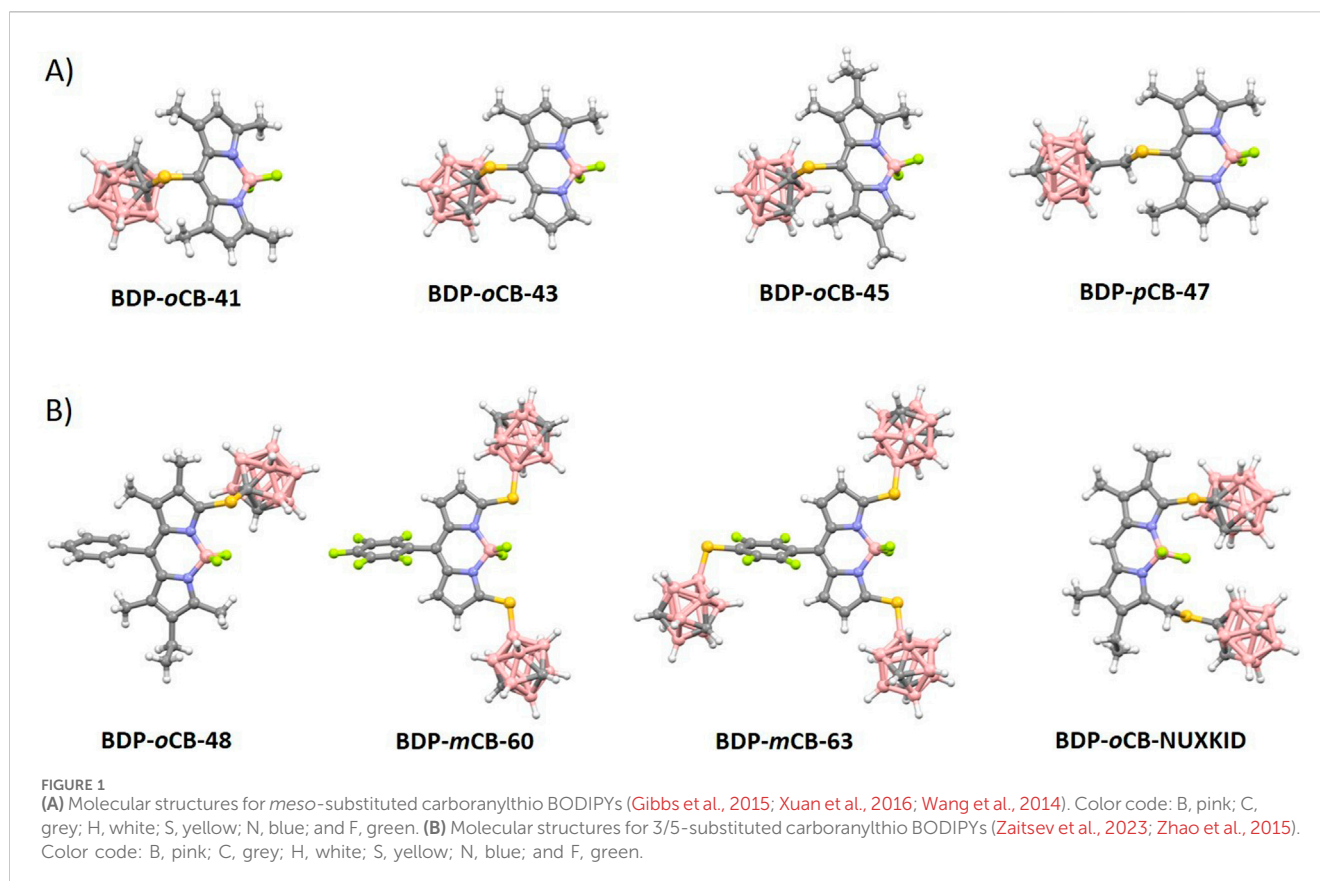 A)
BDP-oCB-41
BDP-oCB-43
BDP-oCB-45
BDP-pCB-47
B)
BDP-oCB-48
BDP-mCB-60
BDP-mCB-63
BDP-oCB-NUXKID
FIGURE 1
(A) Molecular structures for meso-substituted carboranylthio BODIPYs (Gibbs et al., 2015; Xuan et al., 2016; Wang et al., 2014). Color code: B, pink; C,
grey; H, white; S, yellow; N, blue; and F, green. (B) Molecular structures for 3/5-substituted carboranylthio BODIPYs (Zaitsev et al., 2023; Zhao et al., 2015).
Color code: B, pink; C, grey; H, white; S, yellow; N, blue; and F, green.